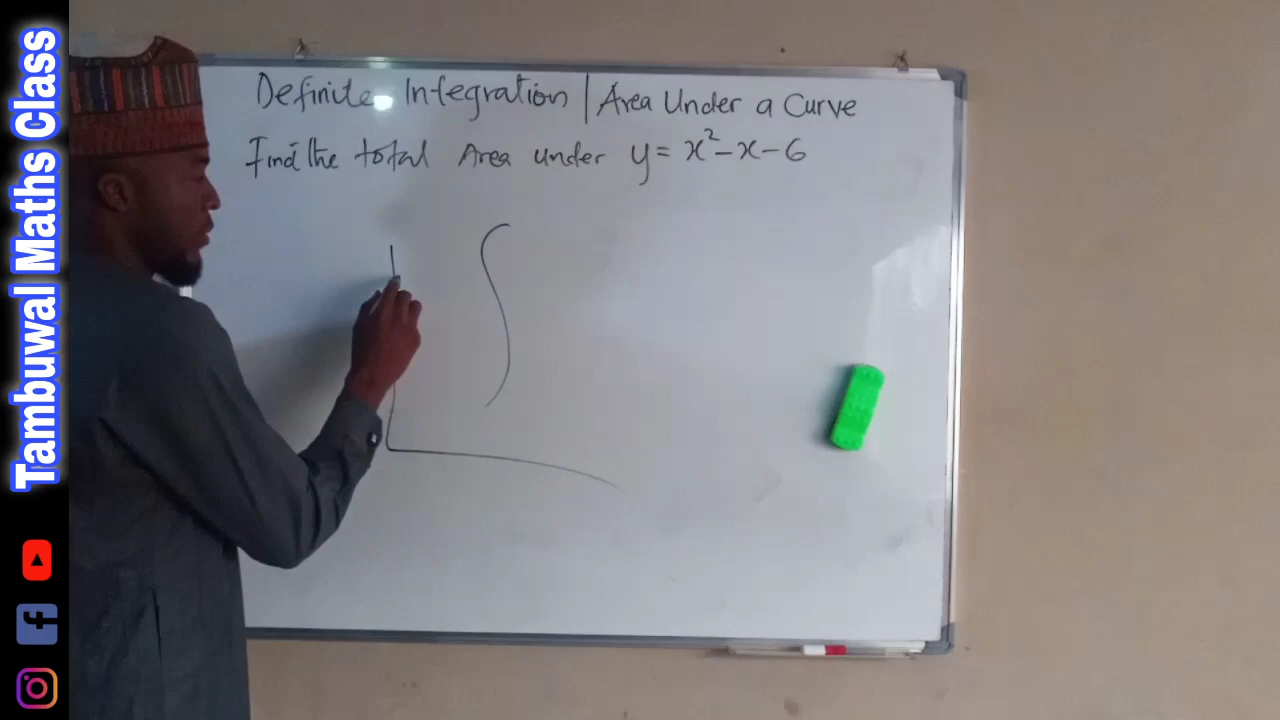 Tambuwal Maths Class
Definite Integration | Area Under a Curve
Find the total Area under y = x² - x - 6